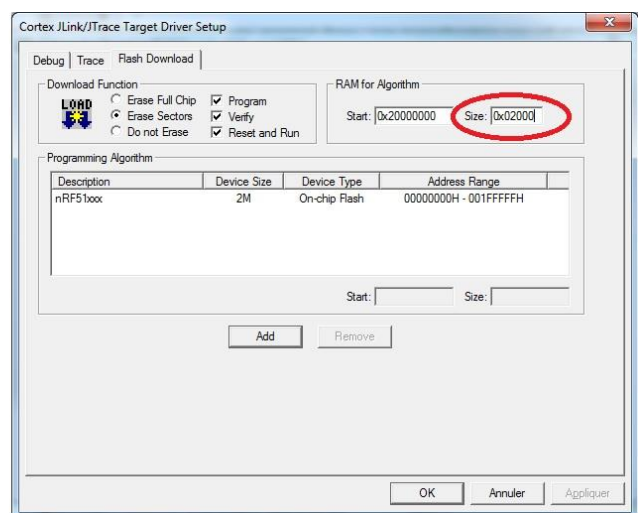 Cortex JLink/JTrace Target Driver Setup
Debug Trace Flash Download
Download Function
LOAD
Erase Full Chip
Erase Sectors
Do not Erase
Program
Verify
Reset and Run
RAM for Algorithm
Start: 0x20000000 Size: 0x02000
Programming Algorithm
Description Device Size Device Type Address Range
nRF51xxx 2M On-chip Flash 00000000H - 001FFFFFH
Start: Size:
Add Remove
OK Annuler Appliquer